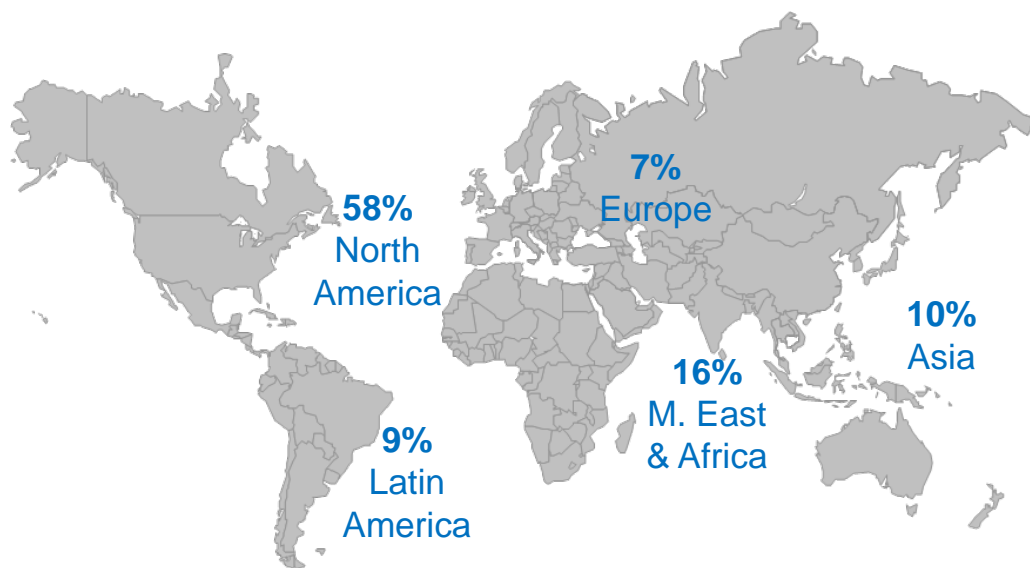 58%
North
America
7%
Europe
10%
Asia
16%
M. East
& Africa
9%
Latin
America